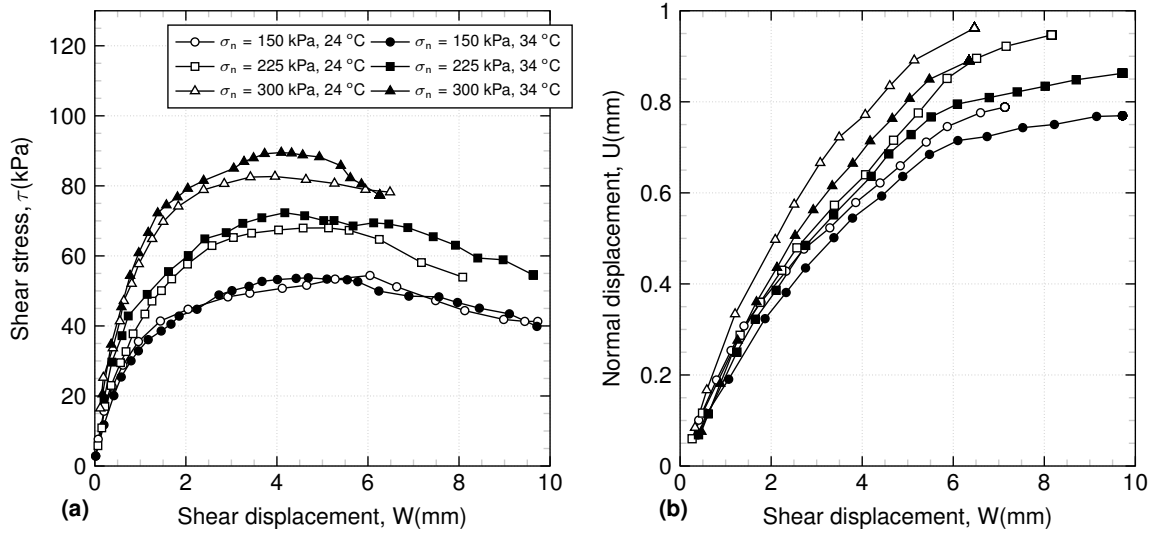 120
100
80
60
40
20
0
Shear stress, τ(kPa)
σn = 150 kPa, 24 °C
σn = 150 kPa, 34 °C
σn = 225 kPa, 24 °C
σn = 225 kPa, 34 °C
σn = 300 kPa, 24 °C
σn = 300 kPa, 34 °C
0 2 4 6 8 10
(a)
Shear displacement, W(mm)
1
0.8
0.6
0.4
0.2
0
Normal displacement, U(mm)
0 2 4 6 8 10
(b)
Shear displacement, W(mm)